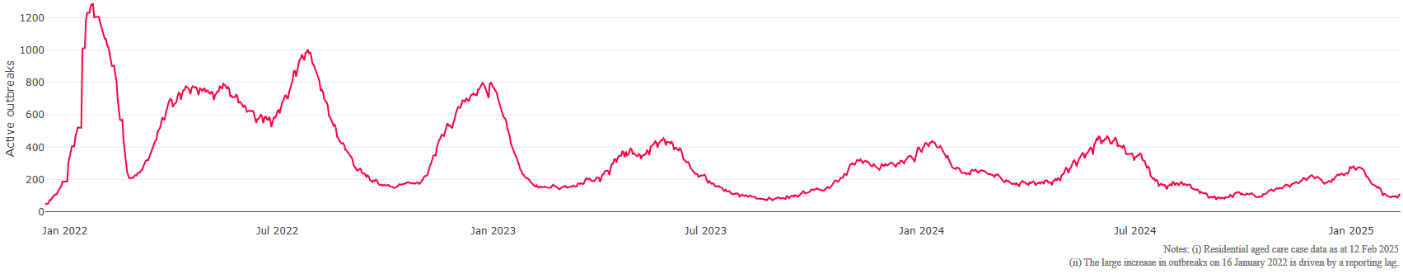 1200
1000
800
600
400
200
0
Active outbreaks
Jan 2022 Jul 2022 Jan 2023 Jul 2023 Jan 2024 Jul 2024 Jan 2025
Notes: (i) Residential aged care case data as at 12 Feb 2025
(ii) The large increase in outbreaks on 16 January 2022 is driven by a reporting lag.